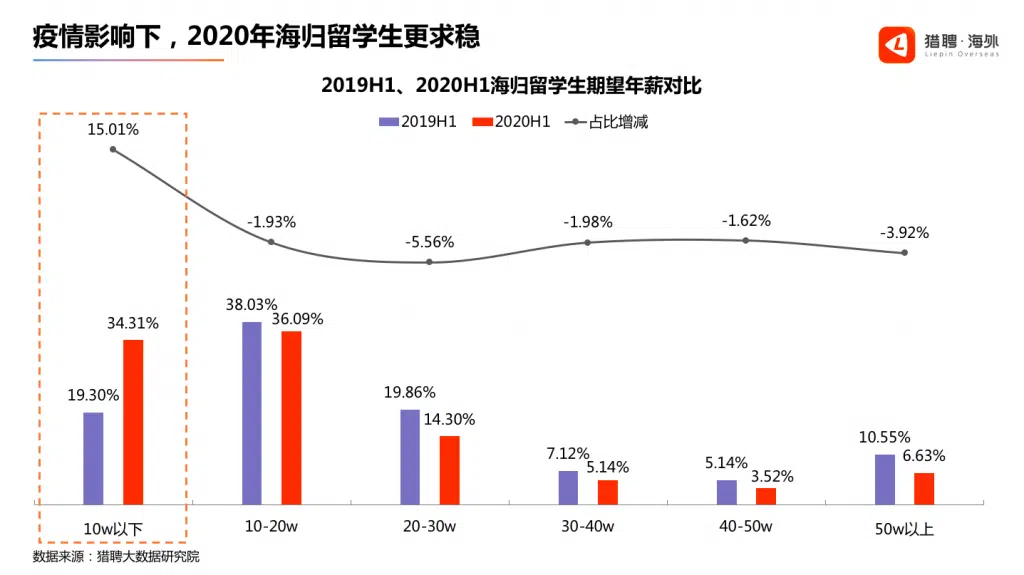 疫情影响下，2020年海归留学生更求稳
猎聘·海外
Liepin Overseas
2019H1、2020H1海归留学生期望年薪对比
2019H1 2020H1 占比增减
15.01%
-1.93%
-5.56%
-1.98%
-1.62%
-3.92%
19.30%
34.31%
38.03%
36.09%
19.86%
14.30%
7.12%
5.14%
5.14%
3.52%
10.55%
6.63%
10w以下 10-20w 20-30w 30-40w 40-50w 50w以上
数据来源：猎聘大数据研究院